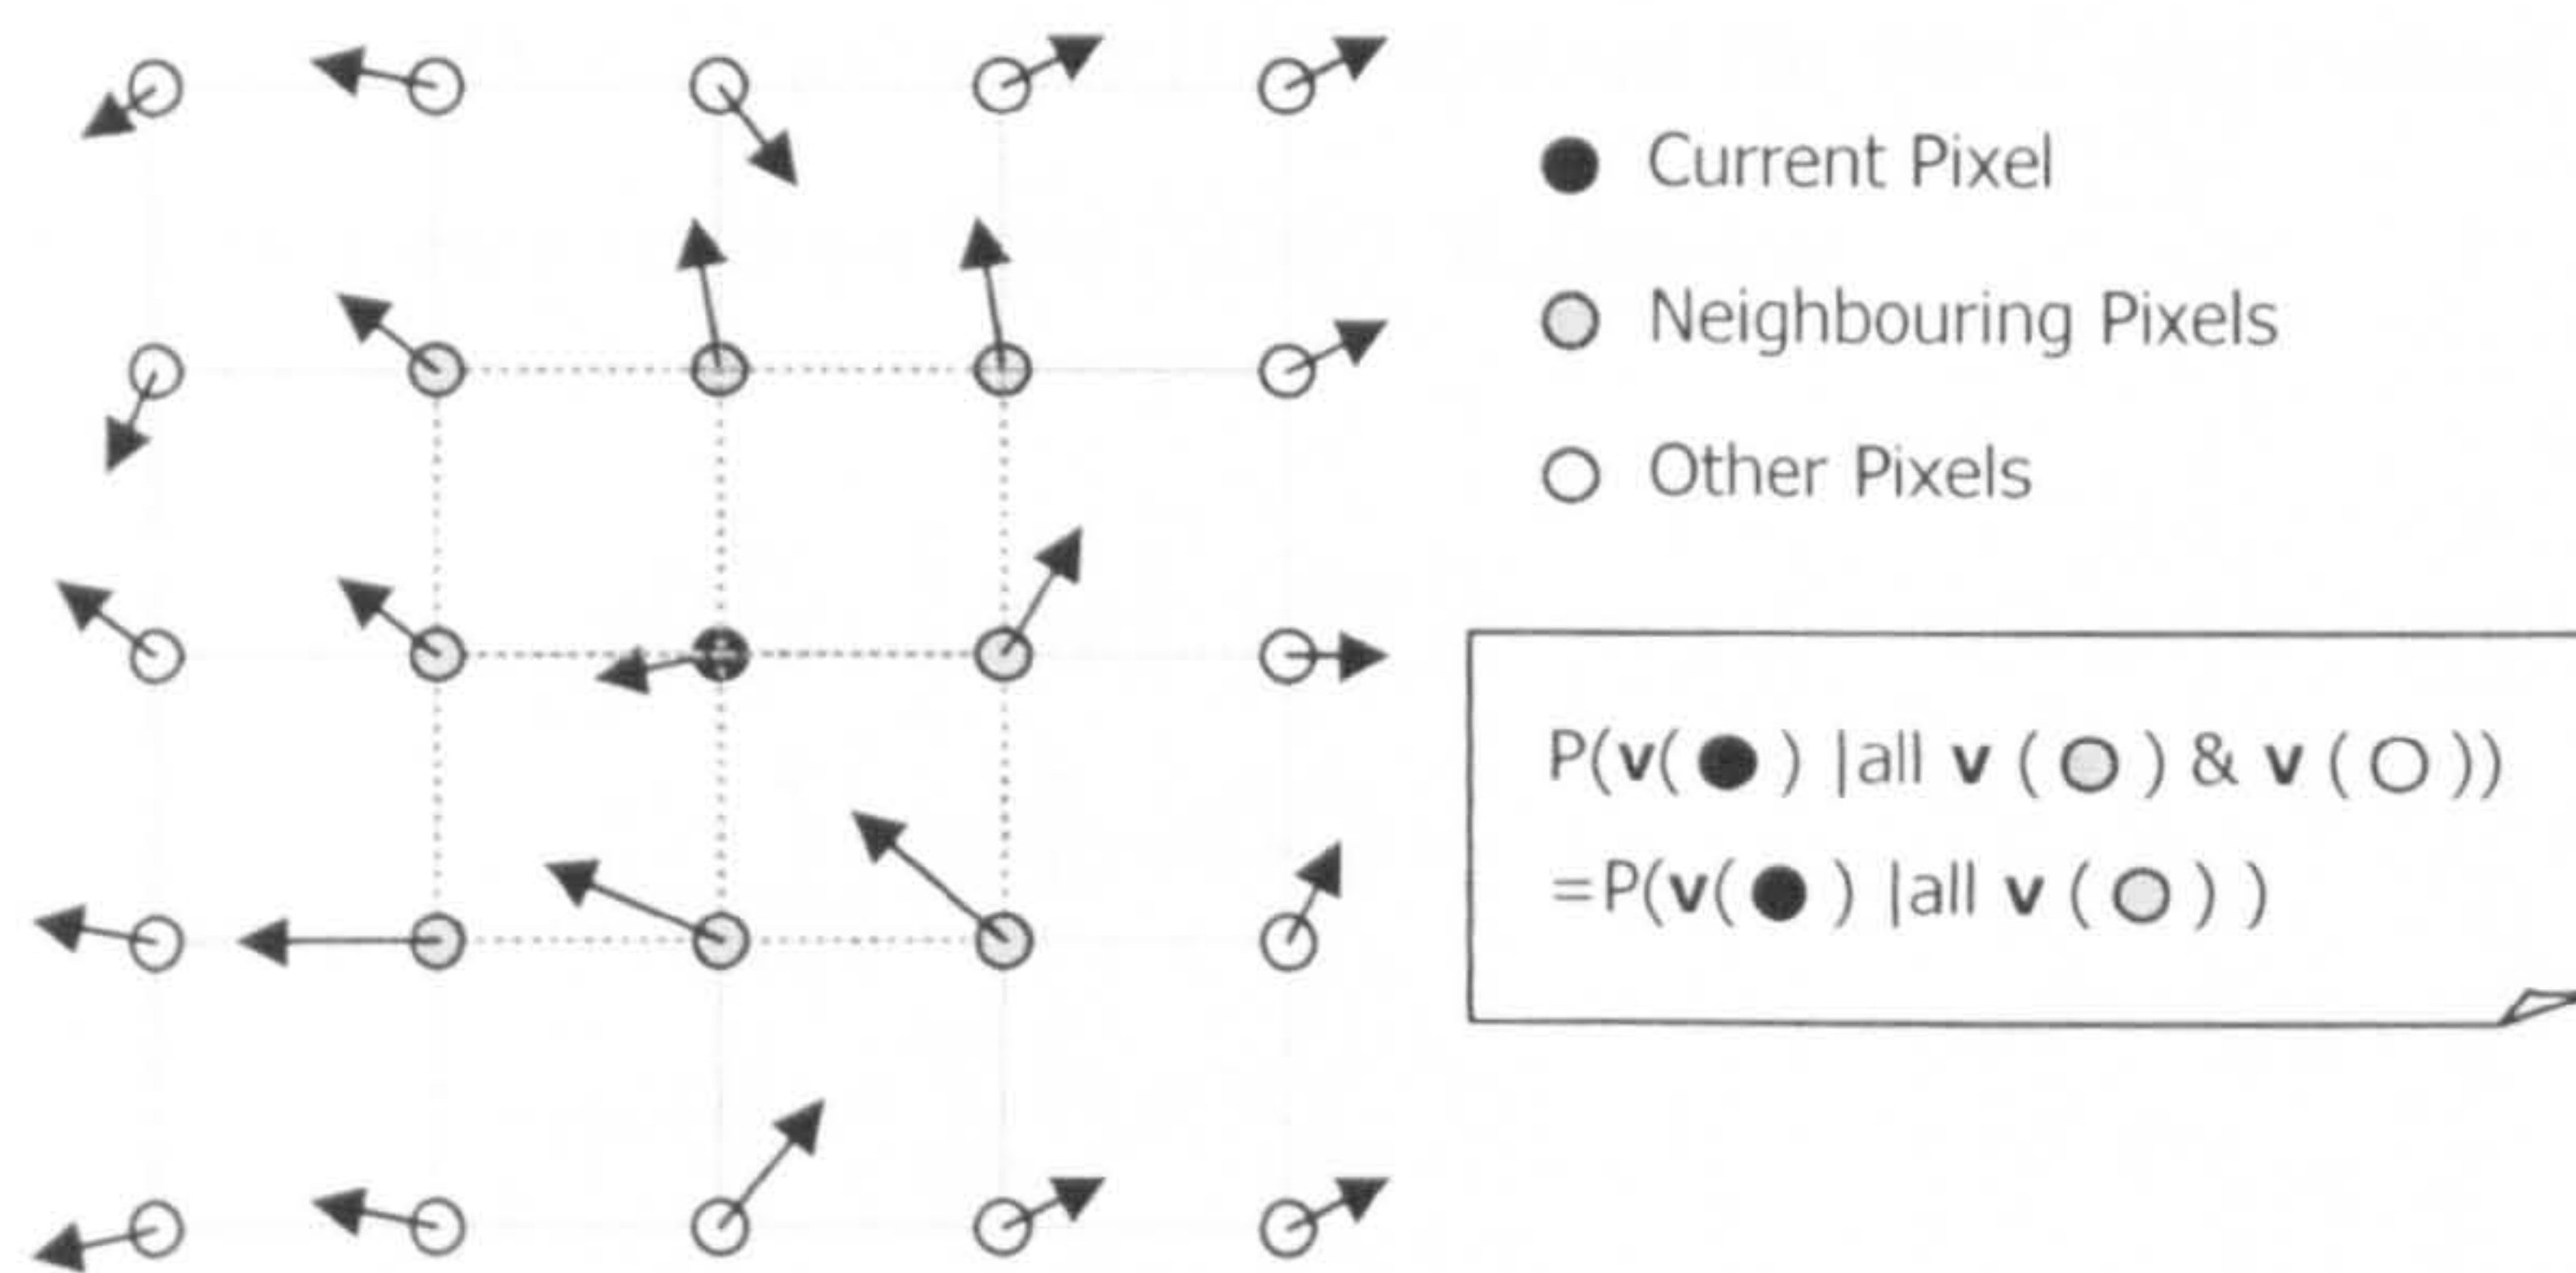 Current Pixel
Neighbouring Pixels
Other Pixels
P(v(●) |all v (○) & v (○))
=P(v(●) |all v (○) )